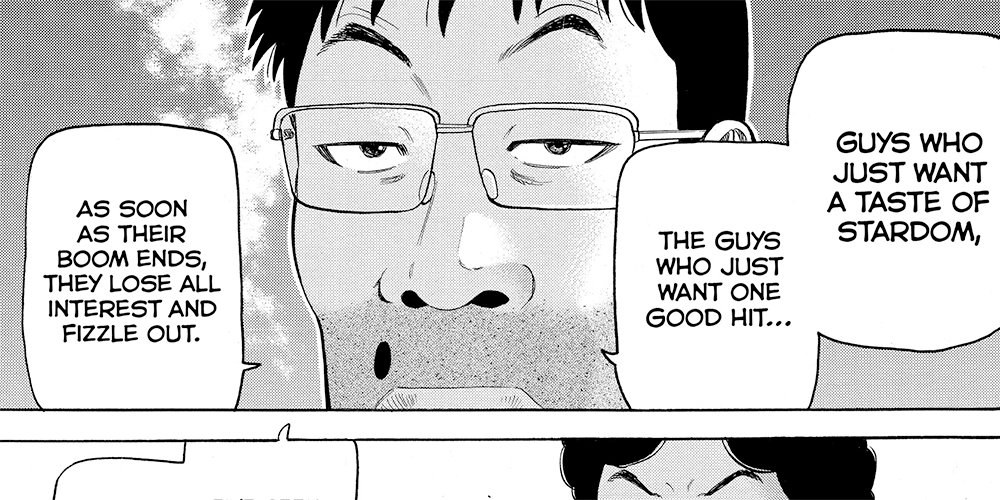 GUYS WHO
JUST WANT
A TASTE OF
STARDOM,
THE GUYS
WHO JUST
WANT ONE
GOOD HIT...
AS SOON
AS THEIR
BOOM ENDS,
THEY LOSE ALL
INTEREST AND
FIZZLE OUT.